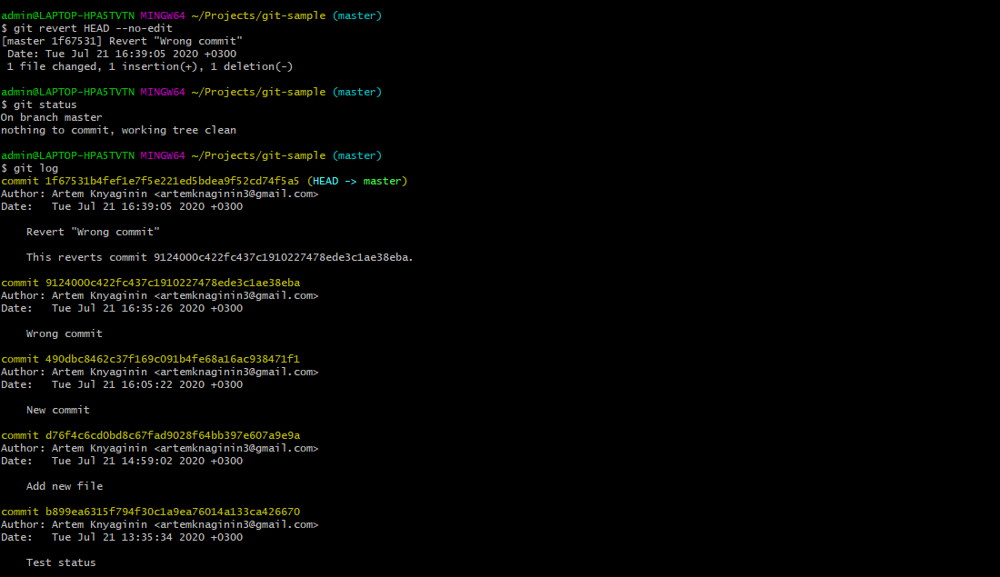 admin@LAPTOP-HPA5TVTN MINGW64 ~/Projects/git-sample (master)
$ git revert HEAD --no-edit
[master 1f67531] Revert "Wrong commit"
 Date: Tue Jul 21 16:39:05 2020 +0300
 1 file changed, 1 insertion(+), 1 deletion(-)
admin@LAPTOP-HPA5TVTN MINGW64 ~/Projects/git-sample (master)
$ git status
On branch master
nothing to commit, working tree clean
admin@LAPTOP-HPA5TVTN MINGW64 ~/Projects/git-sample (master)
$ git log
commit 1f67531b4fef1e7f5e221ed5bdea9f52cd74f5a5 (HEAD -> master)
Author: Artem Knyaginin <artemknaginin3@gmail.com>
Date:   Tue Jul 21 16:39:05 2020 +0300
    Revert "Wrong commit"
    This reverts commit 9124000c422fc437c1910227478ede3c1ae38eba.
commit 9124000c422fc437c1910227478ede3c1ae38eba
Author: Artem Knyaginin <artemknaginin3@gmail.com>
Date:   Tue Jul 21 16:35:26 2020 +0300
    Wrong commit
commit 490dbc8462c37f169c091b4fe68a16ac938471f1
Author: Artem Knyaginin <artemknaginin3@gmail.com>
Date:   Tue Jul 21 16:05:22 2020 +0300
    New commit
commit d76f4c6cd0bd8c67fad9028f64bb397e607a9e9a
Author: Artem Knyaginin <artemknaginin3@gmail.com>
Date:   Tue Jul 21 14:59:02 2020 +0300
    Add new file
commit b899ea6315f794f30c1a9ea76014a133ca426670
Author: Artem Knyaginin <artemknaginin3@gmail.com>
Date:   Tue Jul 21 13:35:34 2020 +0300
    Test status